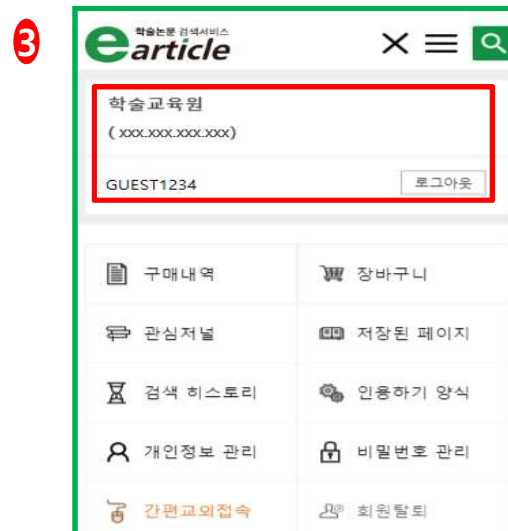 3
학술논문 검색서비스
earticle
학술교육원
( xxx.xxx.xxx.xxx)
GUEST1234 로그아웃
구매내역 장바구니
관심저널 저장된 페이지
검색 히스토리 인용하기 양식
개인정보 관리 비밀번호 관리
간편교외접속 회원탈퇴